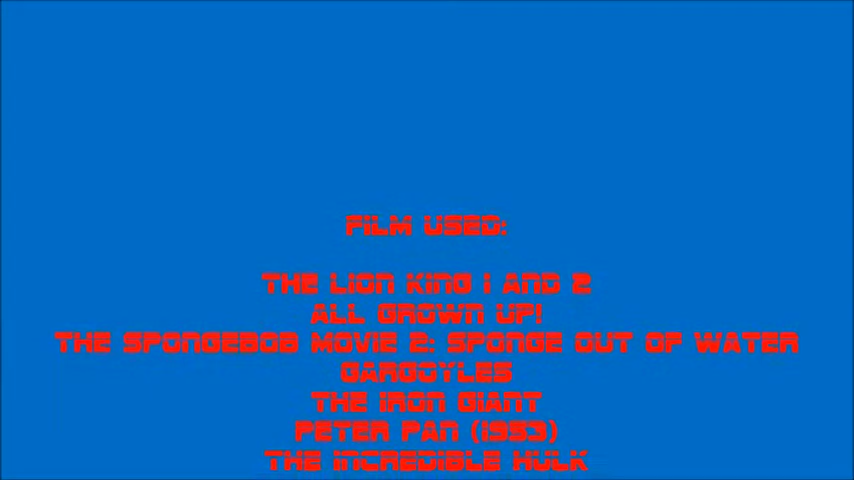 FILM USED:
THE LION KING 1 AND 2
ALL GROWN UP!
THE SPONGEBOB MOVIE 2: SPONGE OUT OF WATER
GARGOYLES
THE IRON GIANT
PETER PAN (1953)
THE INCREDIBLE HULK